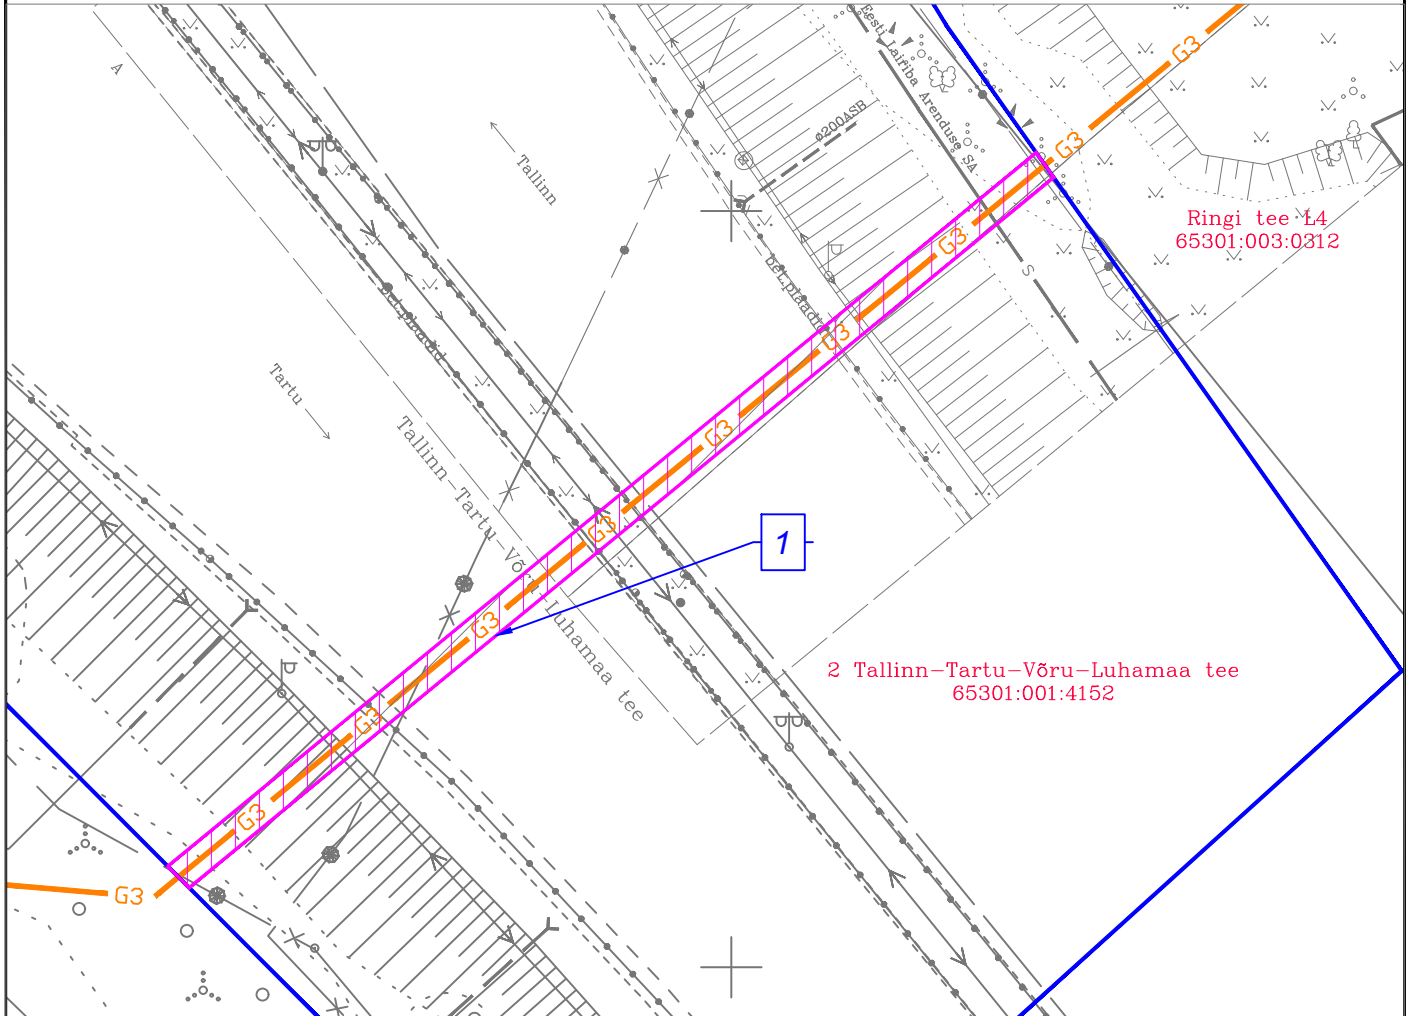 Eesti Lairiba Arenduse SA
G3
ø200ASB
A
G3
Tallinn
Ringi tee L4
65301:003:0312
G3
S
bet.plaadid
bet.plaadid
G3
Tartu
G3
Tallinn-Tartu-Võru-Luhamaa tee
G3
1
G3
2 Tallinn-Tartu-Võru-Luhamaa tee
65301:001:4152
G3
G3
G3